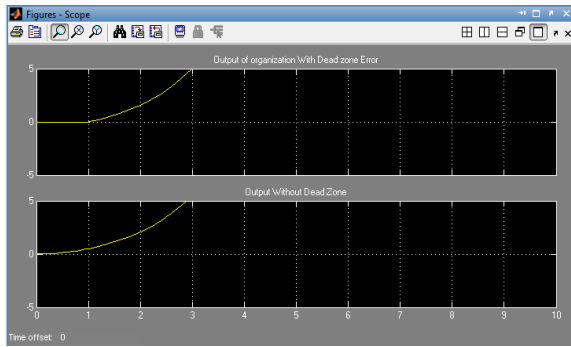 Figures - Scope
Output of organization With Dead zone Error
5
0
-5
Output Without Dead Zone
5
0
-5
0 1 2 3 4 5 6 7 8 9 10
Time offset: 0